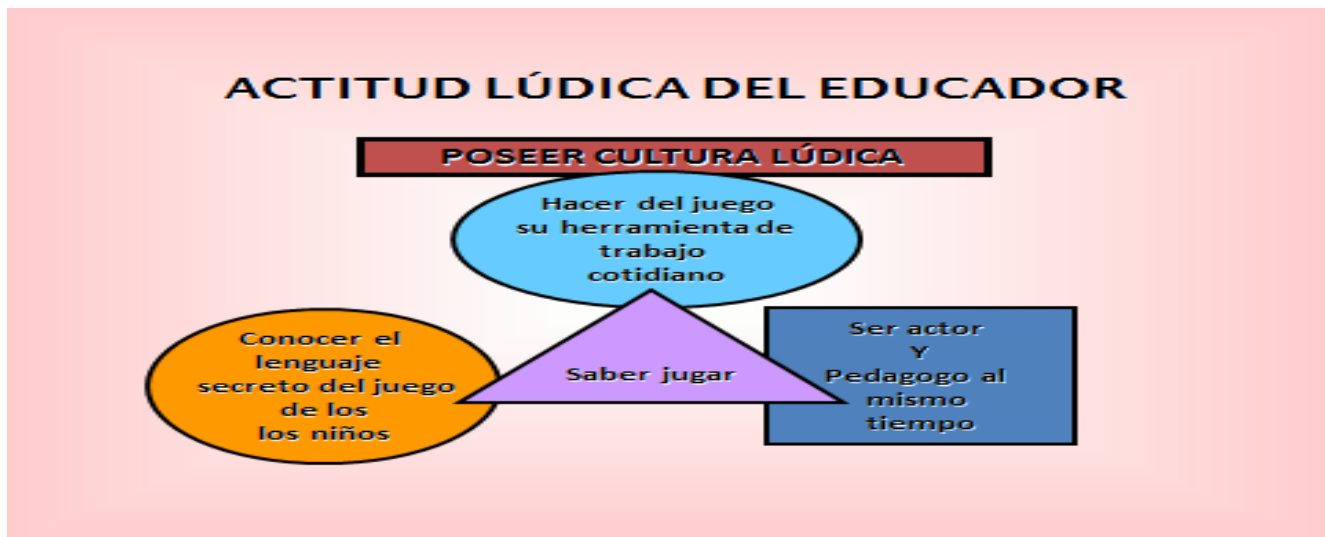 ACTITUD LÚDICA DEL EDUCADOR
POSEER CULTURA LÚDICA
Hacer del juego
su herramienta de
trabajo
cotidiano
Conocer el
lenguaje
secreto del juego
de los
los niños
Saber jugar
Ser actor
Y
Pedagogo al
mismo
tiempo